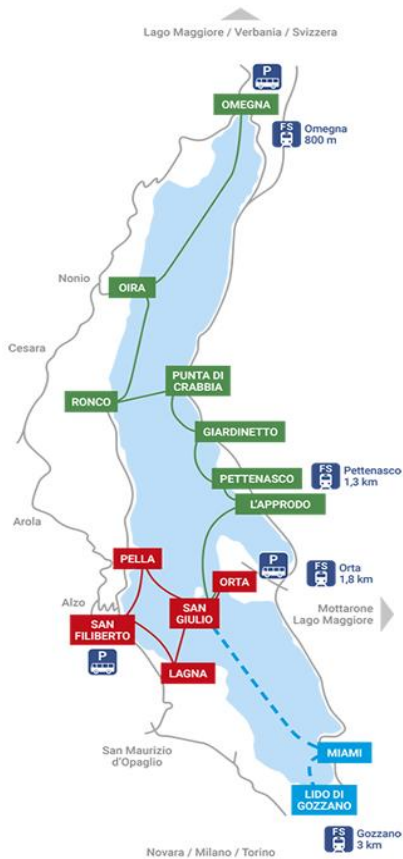 Lago Maggiore / Verbania / Svizzera
P
OMEGNA
FS
Omegna
800 m
Nonio
OIRA
Cesara
PUNTA DI
CRABBIA
RONCO
GIARDINETTO
PETTENASCO
FS
Pettenasco
1,3 km
L'APPRODO
Arola
PELLA
P
FS
Orta
1,8 km
ORTA
Alzo
SAN
GIULIO
Mottarone
Lago Maggiore
SAN
FILIBERTO
P
LAGNA
San Maurizio
d'Opaglio
MIAMI
LIDO DI
GOZZANO
FS
Gozzano
3 km
Novara / Milano / Torino